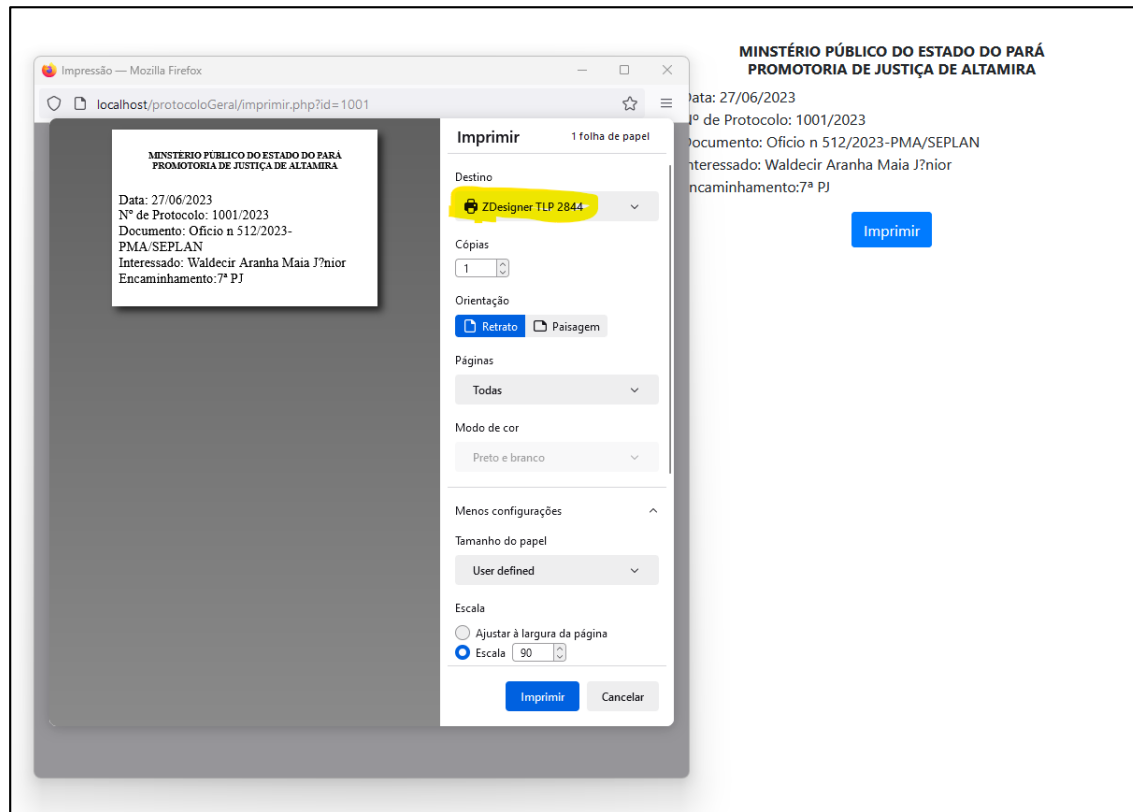 Impressão — Mozilla Firefox
localhost/protocoloGeral/imprimir.php?id=1001
MINSTÉRIO PÚBLICO DO ESTADO DO PARÁ
PROMOTORIA DE JUSTIÇA DE ALTAMIRA
Data: 27/06/2023
Nº de Protocolo: 1001/2023
Documento: Oficio n 512/2023-
PMA/SEPLAN
Interessado: Waldecir Aranha Maia J?nior
Encaminhamento:7ª PJ
Imprimir 1 folha de papel
Destino
ZDesigner TLP 2844
Cópias
1
Orientação
Retrato Paisagem
Páginas
Todas
Modo de cor
Preto e branco
Menos configurações
Tamanho do papel
User defined
Escala
Ajustar à largura da página
Escala 90
Imprimir Cancelar
MINSTÉRIO PÚBLICO DO ESTADO DO PARÁ
PROMOTORIA DE JUSTIÇA DE ALTAMIRA
ata: 27/06/2023
º de Protocolo: 1001/2023
ocumento: Oficio n 512/2023-PMA/SEPLAN
nteressado: Waldecir Aranha Maia J?nior
ncaminhamento:7ª PJ
Imprimir